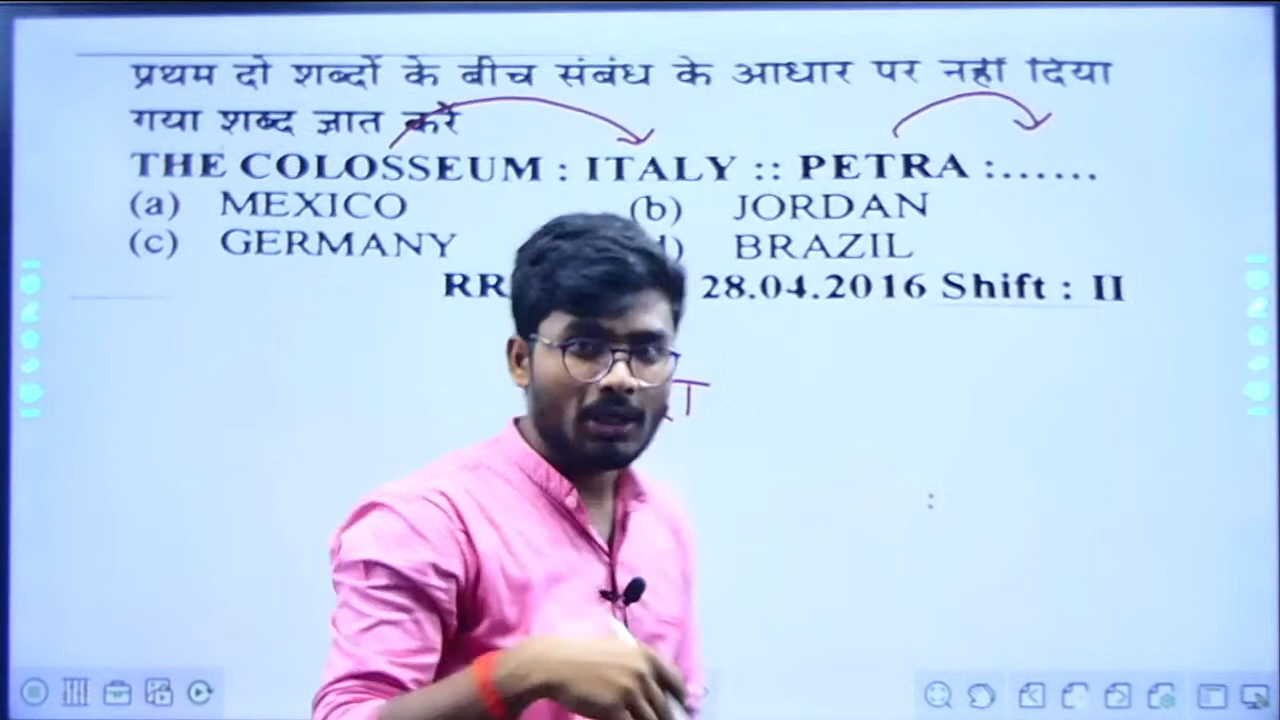 प्रथम दो शब्दों के बीच संबंध के आधार पर नहीं दिया
गया शब्द ज्ञात करें
THE COLOSSEUM : ITALY :: PETRA :......
(a) MEXICO (b) JORDAN
(c) GERMANY BRAZIL
28.04.2016 Shift : II